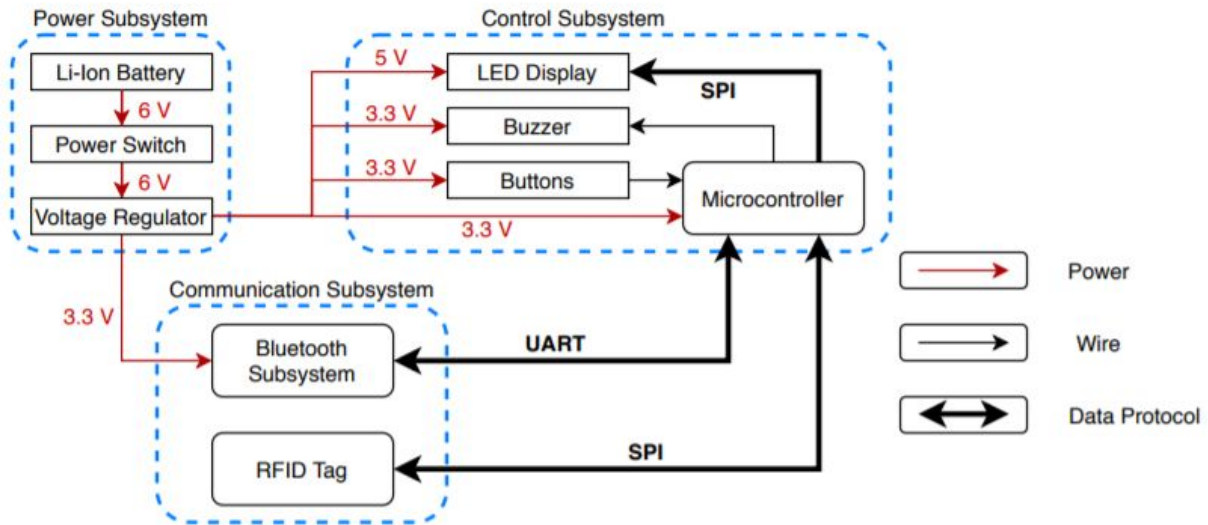 Power Subsystem
Li-Ion Battery
6 V
Power Switch
6 V
Voltage Regulator
Control Subsystem
5 V
LED Display
SPI
3.3 V
Buzzer
3.3 V
Buttons
Microcontroller
3.3 V
Communication Subsystem
3.3 V
Bluetooth
Subsystem
UART
RFID Tag
SPI
Power
Wire
Data Protocol